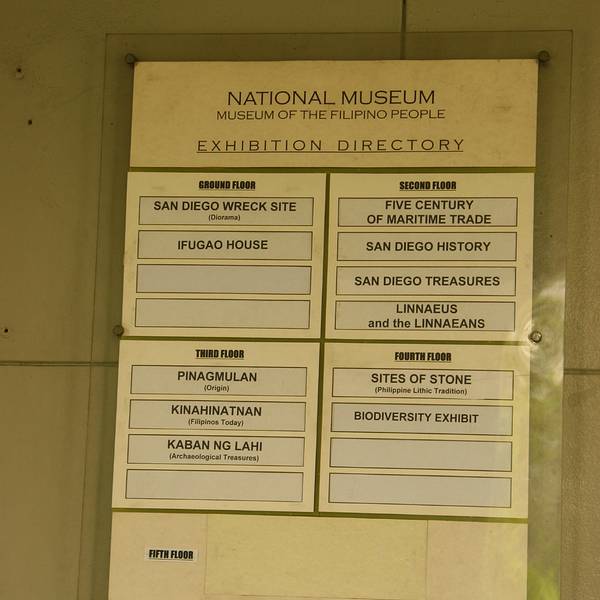 NATIONAL MUSEUM
MUSEUM OF THE FILIPINO PEOPLE
EXHIBITION DIRECTORY
GROUND FLOOR
SAN DIEGO WRECK SITE
(Diorama)
IFUGAO HOUSE
SECOND FLOOR
FIVE CENTURY
OF MARITIME TRADE
SAN DIEGO HISTORY
SAN DIEGO TREASURES
LINNAEUS
and the LINNAEANS
THIRD FLOOR
PINAGMULAN
(Origin)
KINAHINATNAN
(Filipinos Today)
KABAN NG LAHI
(Archaeological Treasures)
FOURTH FLOOR
SITES OF STONE
(Philippine Lithic Tradition)
BIODIVERSITY EXHIBIT
FIFTH FLOOR